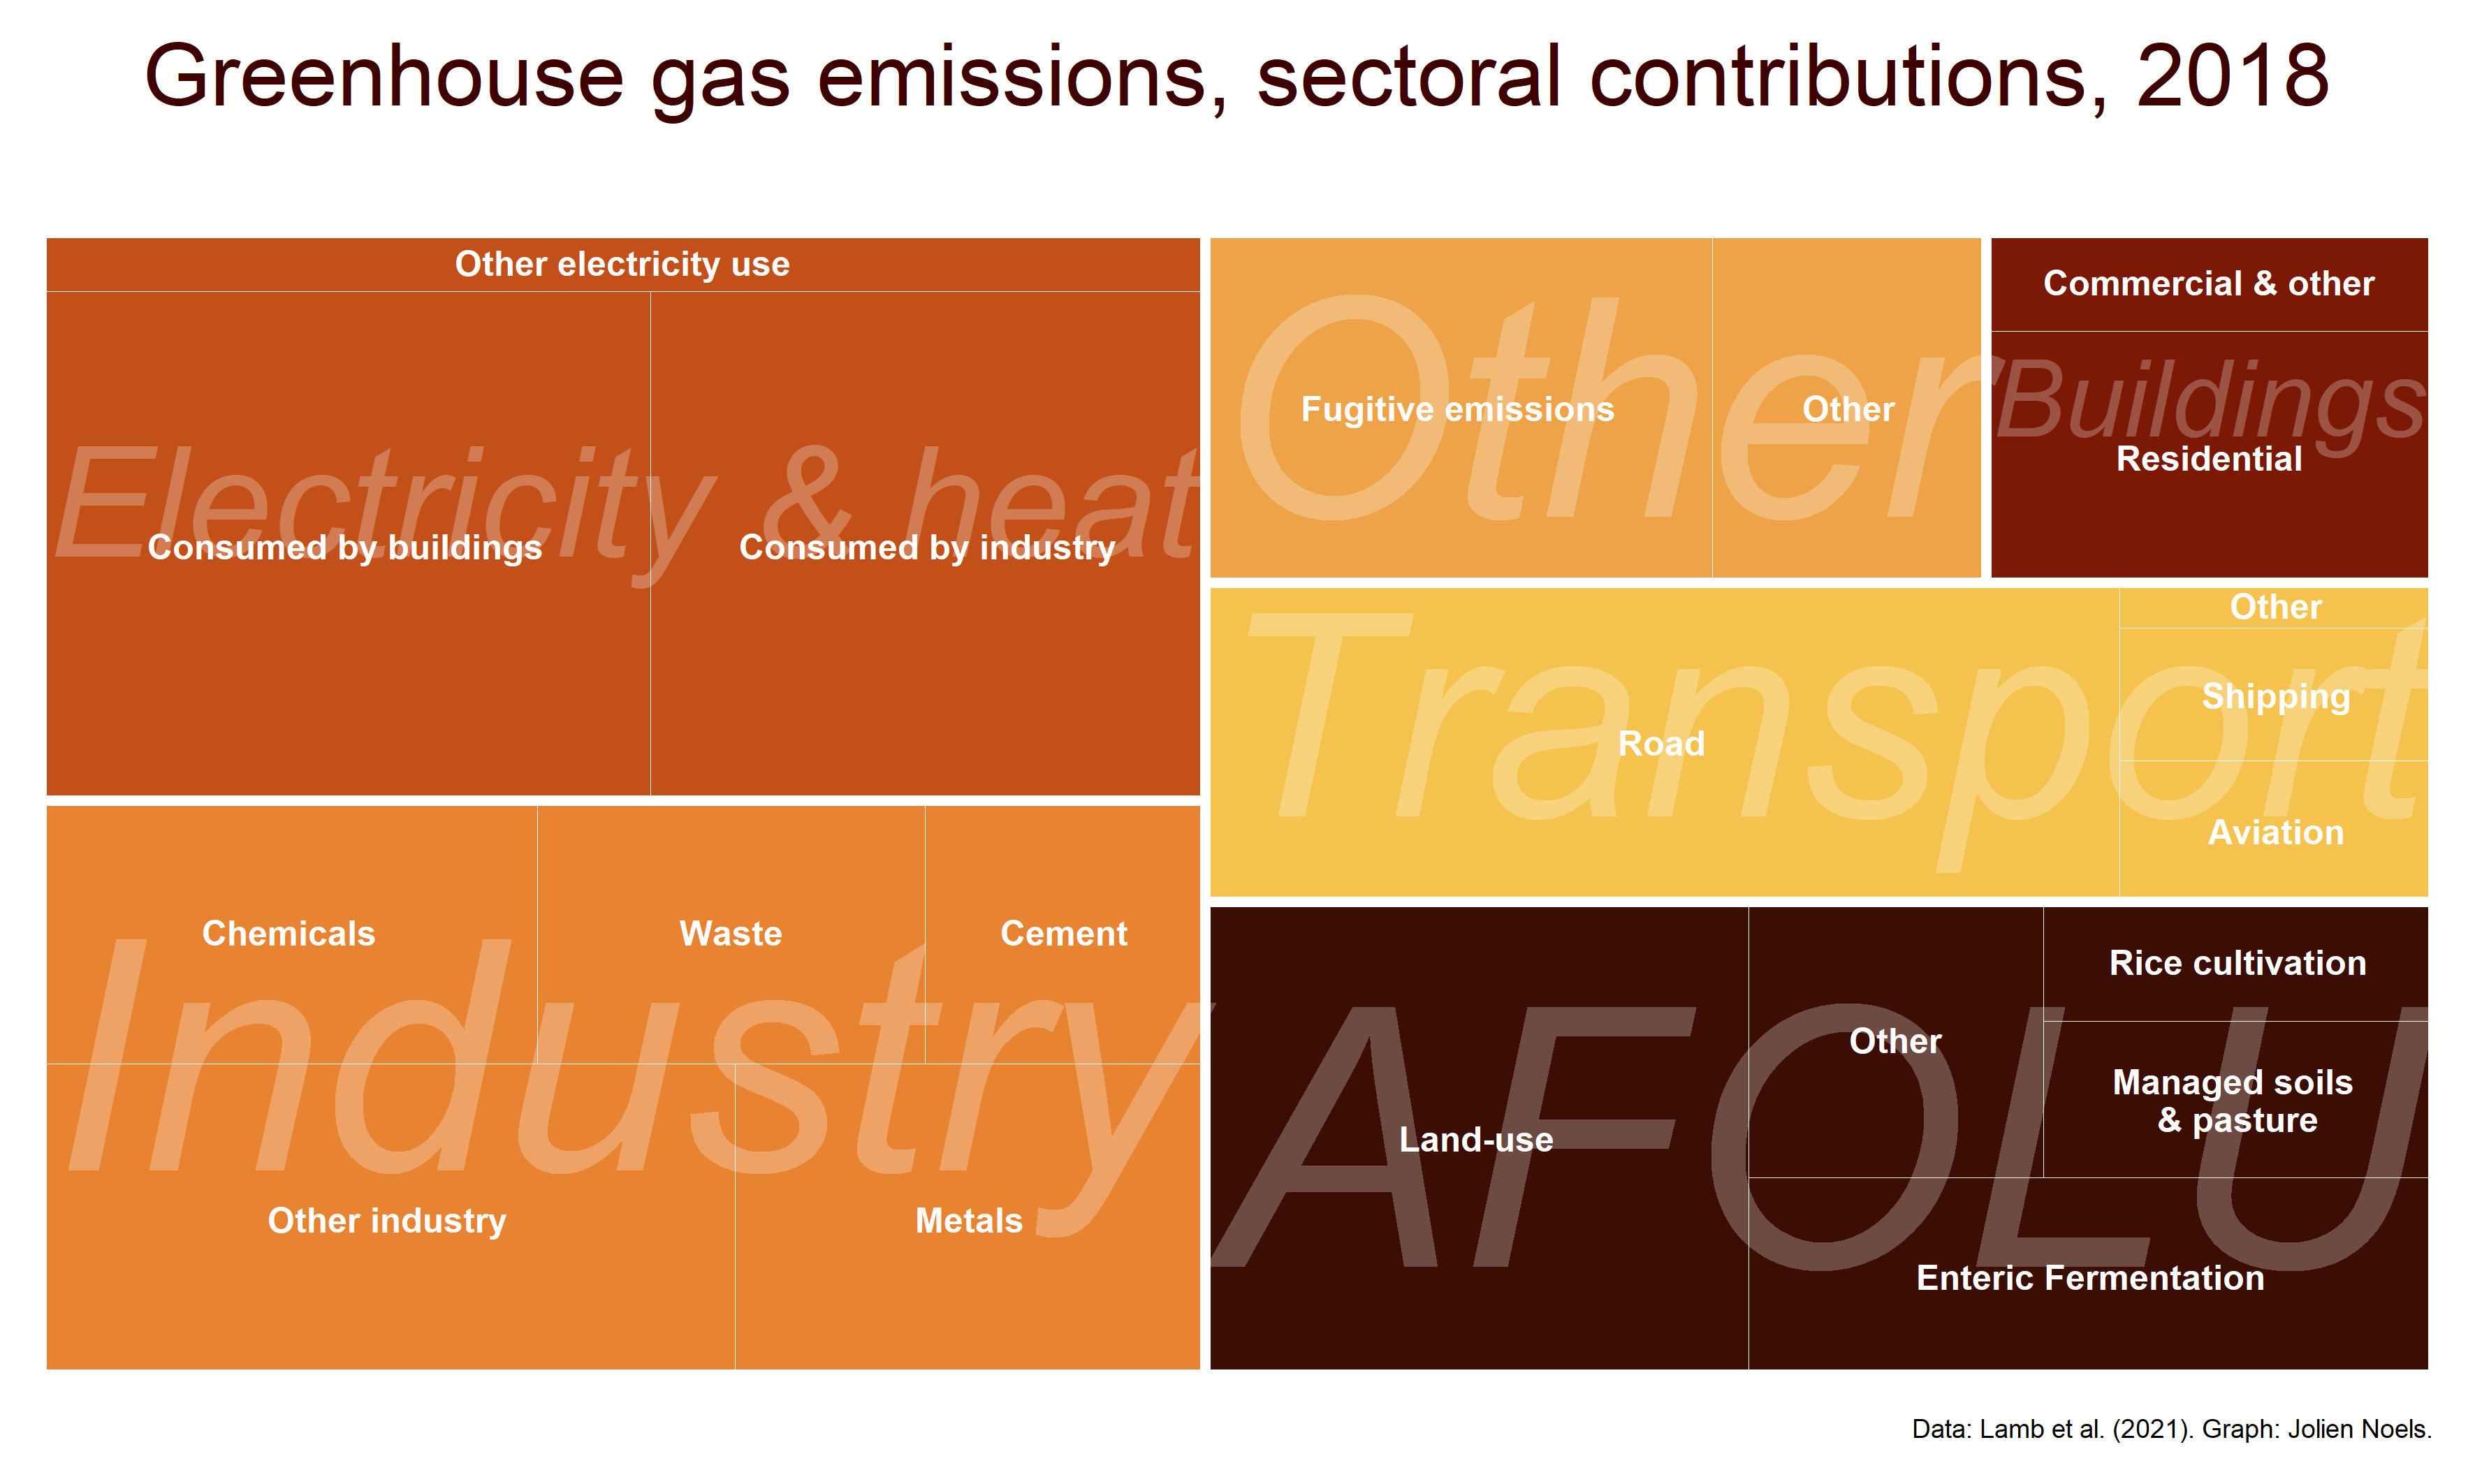 Greenhouse gas emissions, sectoral contributions, 2018
Other electricity use
Electricity & heat
Consumed by buildings
Consumed by industry
Other
Fugitive emissions
Other
Commercial & other
Buildings
Residential
Transport
Road
Other
Shipping
Aviation
Industry
Chemicals
Waste
Cement
Other industry
Metals
AFOLU
Land-use
Other
Rice cultivation
Managed soils
& pasture
Enteric Fermentation
Data: Lamb et al. (2021). Graph: Jolien Noels.